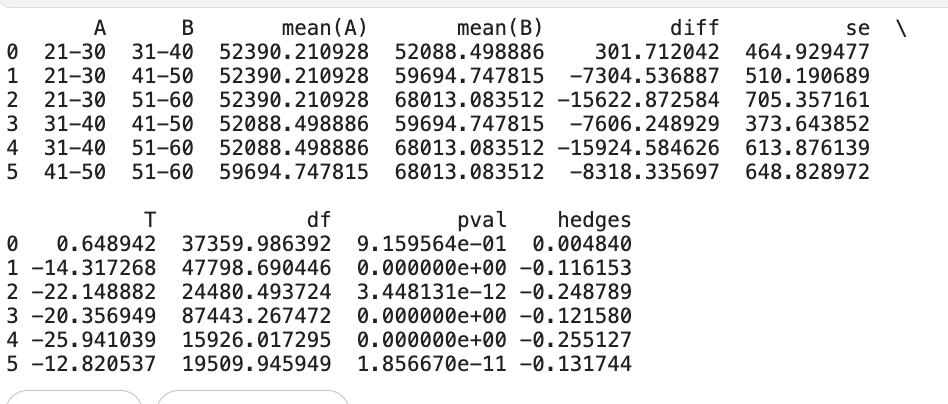 A B mean(A) mean(B) diff se \
0 21-30 31-40 52390.210928 52088.498886 301.712042 464.929477
1 21-30 41-50 52390.210928 59694.747815 -7304.536887 510.190689
2 21-30 51-60 52390.210928 68013.083512 -15622.872584 705.357161
3 31-40 41-50 52088.498886 59694.747815 -7606.248929 373.643852
4 31-40 51-60 52088.498886 68013.083512 -15924.584626 613.876139
5 41-50 51-60 59694.747815 68013.083512 -8318.335697 648.828972
T df pval hedges
0 0.648942 37359.986392 9.159564e-01 0.004840
1 -14.317268 47798.690446 0.000000e+00 -0.116153
2 -22.148882 24480.493724 3.448131e-12 -0.248789
3 -20.356949 87443.267472 0.000000e+00 -0.121580
4 -25.941039 15926.017295 0.000000e+00 -0.255127
5 -12.820537 19509.945949 1.856670e-11 -0.131744